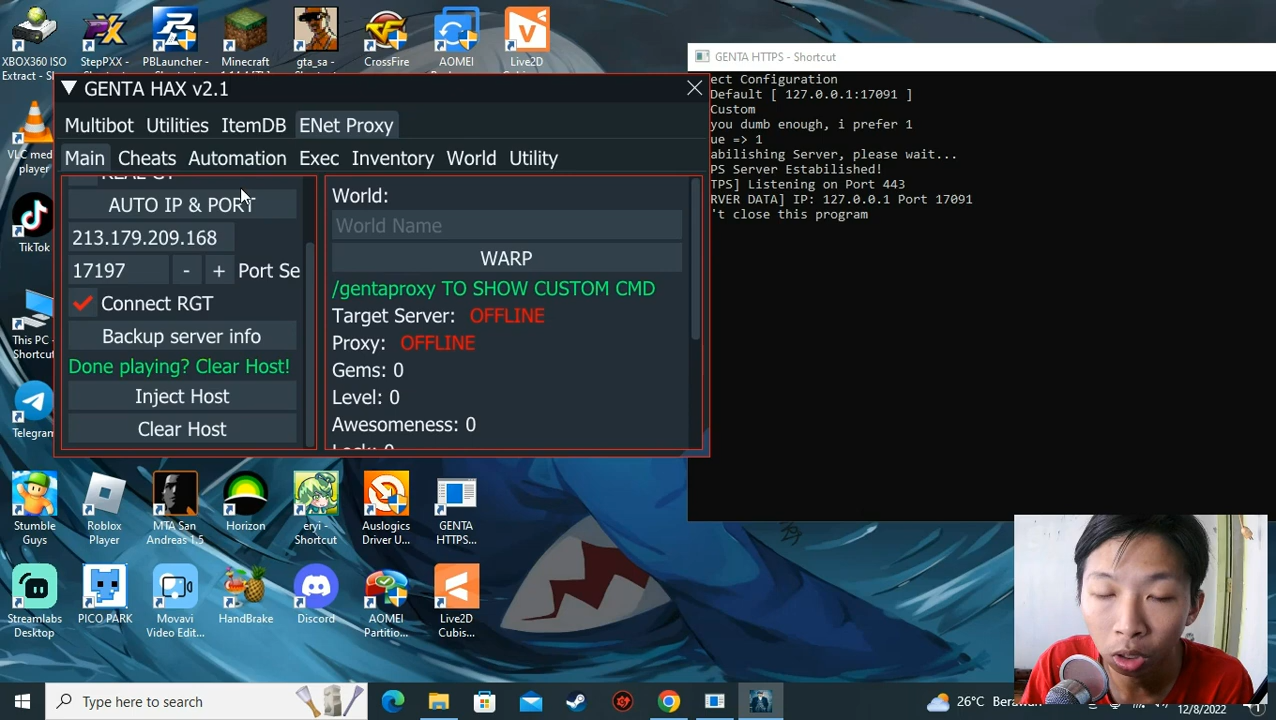 X360 ISO
Extract - S
StepPXX -
PBLauncher -
Minecraft
gta_sa -
CrossFire
AOMEI
Live2D
GENTA HAX v2.1
Multibot Utilities ItemDB ENet Proxy
Main Cheats Automation Exec Inventory World Utility
REAL GT
AUTO IP & PORT
213.179.209.168
17197 - + Port Se
Connect RGT
Backup server info
Done playing? Clear Host!
Inject Host
Clear Host
World:
World Name
WARP
/gentaproxy TO SHOW CUSTOM CMD
Target Server: OFFLINE
Proxy: OFFLINE
Gems: 0
Level: 0
Awesomeness: 0
GENTA HTTPS - Shortcut
ect Configuration
Default [ 127.0.0.1:17091 ]
Custom
you dumb enough, i prefer 1
ue => 1
abilishing Server, please wait...
PS Server Estabilished!
TPS] Listening on Port 443
RVER DATA] IP: 127.0.0.1 Port 17091
't close this program
VLC med
player
TikTok
This PC -
Shortcut
Telegram
Stumble
Guys
Roblox
Player
MTA San
Andreas 1.5
Horizon
eryi -
Shortcut
Auslogics
Driver U...
GENTA
HTTPS...
Streamlabs
Desktop
PICO PARK
Movavi
Video Edit...
HandBrake
Discord
AOMEI
Partitio...
Live2D
Cubis...
Type here to search
26°C Berawan
12/8/2022